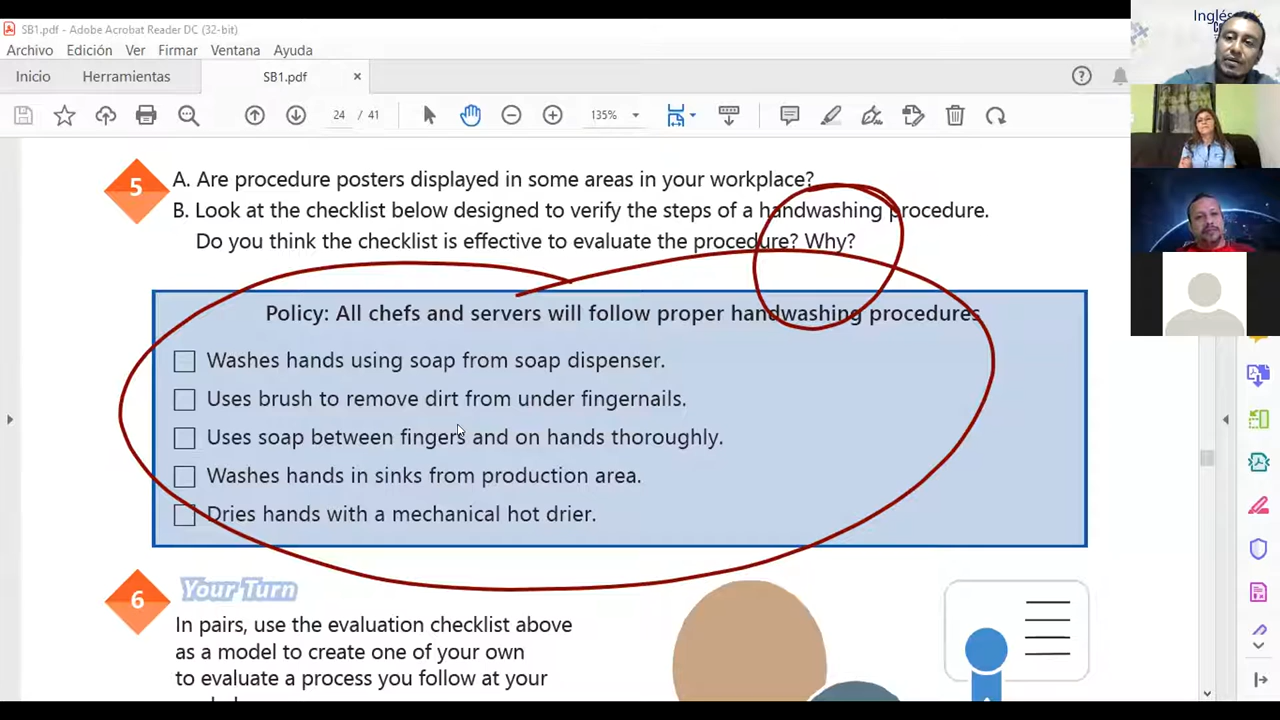 SB1.pdf - Adobe Acrobat Reader DC (32-bit)
Archivo Edición Ver Firmar Ventana Ayuda
Inicio Herramientas SB1.pdf ×
24 / 41 135%
5
A. Are procedure posters displayed in some areas in your workplace?
B. Look at the checklist below designed to verify the steps of a handwashing procedure.
Do you think the checklist is effective to evaluate the procedure? Why?
Policy: All chefs and servers will follow proper handwashing procedures
Washes hands using soap from soap dispenser.
Uses brush to remove dirt from under fingernails.
Uses soap between fingers and on hands thoroughly.
Washes hands in sinks from production area.
Dries hands with a mechanical hot drier.
6
Your Turn
In pairs, use the evaluation checklist above
as a model to create one of your own
to evaluate a process you follow at your
Inglés